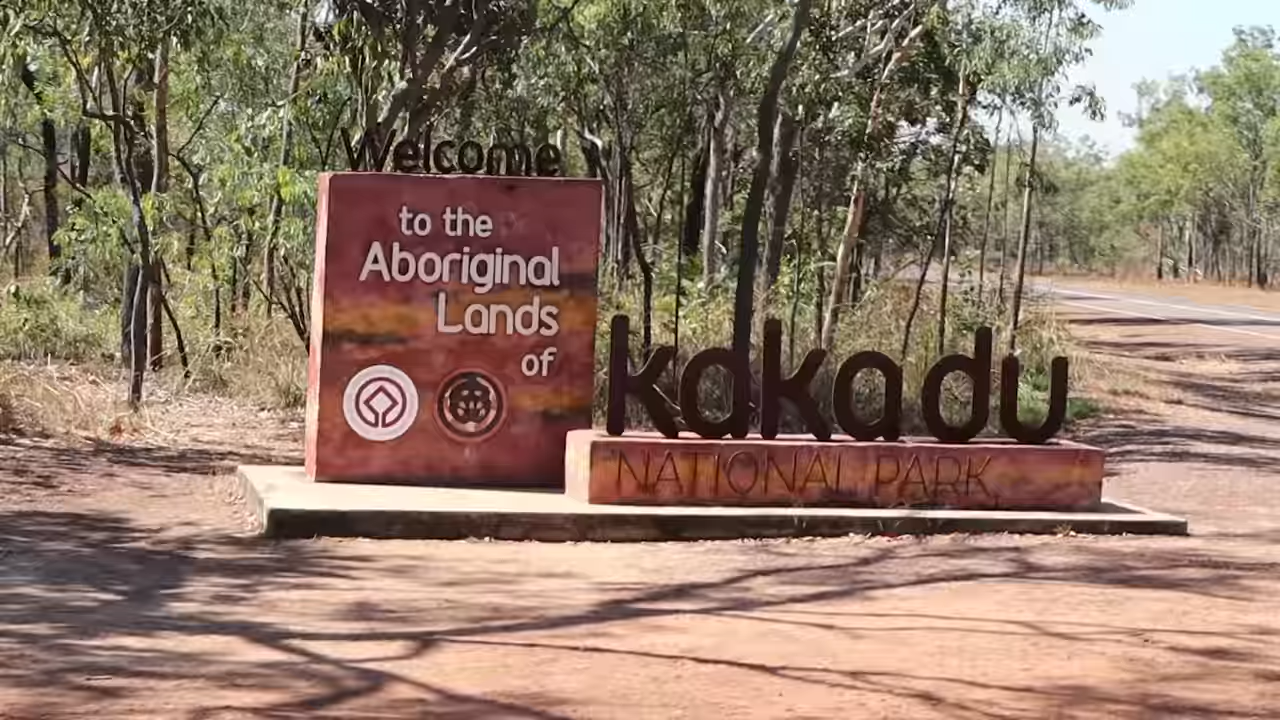 Welcome
to the
Aboriginal
Lands
of
kakadu
NATIONAL PARK